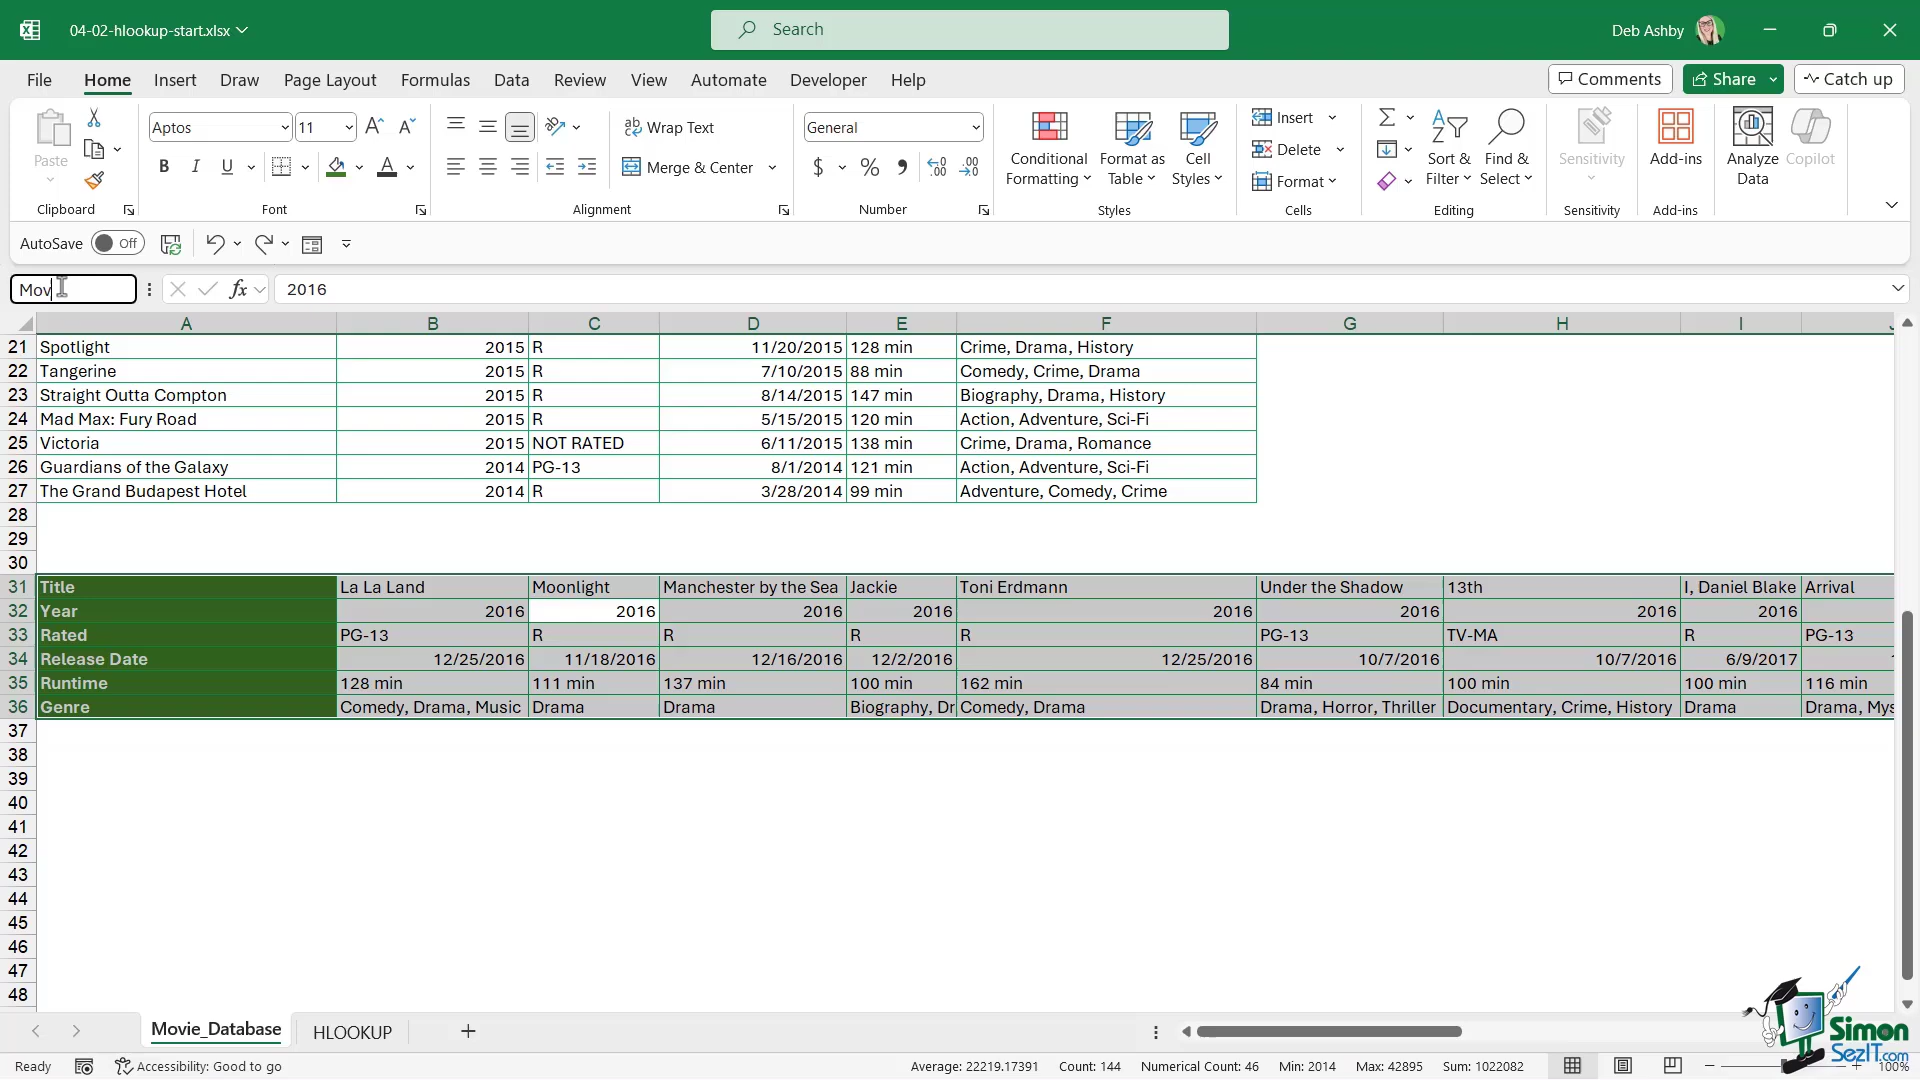 04-02-hlookup-start.xlsx
Search
Deb Ashby
File Home Insert Draw Page Layout Formulas Data Review View Automate Developer Help
Comments Share Catch up
Paste
Clipboard
Aptos 11
B I U
Font
Wrap Text
Merge & Center
Alignment
General
$ % 9
Number
Conditional Formatting
Format as Table
Cell Styles
Styles
Insert
Delete
Format
Cells
Sort & Filter
Find & Select
Editing
Sensitivity
Sensitivity
Add-ins
Add-ins
Analyze Data
Copilot
AutoSave Off
Mov fx 2016
A B C D E F G H I
21 Spotlight 2015 R 11/20/2015 128 min Crime, Drama, History
22 Tangerine 2015 R 7/10/2015 88 min Comedy, Crime, Drama
23 Straight Outta Compton 2015 R 8/14/2015 147 min Biography, Drama, History
24 Mad Max: Fury Road 2015 R 5/15/2015 120 min Action, Adventure, Sci-Fi
25 Victoria 2015 NOT RATED 6/11/2015 138 min Crime, Drama, Romance
26 Guardians of the Galaxy 2014 PG-13 8/1/2014 121 min Action, Adventure, Sci-Fi
27 The Grand Budapest Hotel 2014 R 3/28/2014 99 min Adventure, Comedy, Crime
28
29
30
31 Title La La Land Moonlight Manchester by the Sea Jackie Toni Erdmann Under the Shadow 13th I, Daniel Blake Arrival
32 Year 2016 2016 2016 2016 2016 2016 2016 2016
33 Rated PG-13 R R R R PG-13 TV-MA R PG-13
34 Release Date 12/25/2016 11/18/2016 12/16/2016 12/2/2016 12/25/2016 10/7/2016 10/7/2016 6/9/2017
35 Runtime 128 min 111 min 137 min 100 min 162 min 84 min 100 min 100 min 116 min
36 Genre Comedy, Drama, Music Drama Drama Biography, Dr Comedy, Drama Drama, Horror, Thriller Documentary, Crime, History Drama Drama, Mys
37
38
39
40
41
42
43
44
45
46
47
48
Movie_Database HLOOKUP
Simon
SezIT.com
Ready Accessibility: Good to go Average: 22219.17391 Count: 144 Numerical Count: 46 Min: 2014 Max: 42895 Sum: 1022082 100%